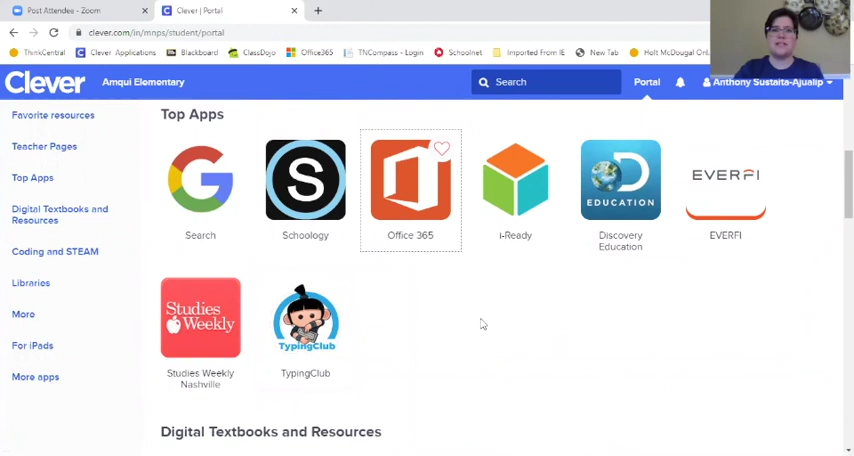 Post Attendee - Zoom
Clever | Portal
clever.com/in/mnps/student/portal
ThinkCentral
Clever Applications
Blackboard
ClassDojo
Office365
TNCompass - Login
Schoolnet
Imported From IE
New Tab
Holt McDougal Onl...
Clever
Amqui Elementary
Search
Portal
Anthony Sustaita-Ajualip
Favorite resources
Teacher Pages
Top Apps
Digital Textbooks and
Resources
Coding and STEAM
Libraries
More
For iPads
More apps
Top Apps
G
S
D
EDUCATION
EVERFI
Search
Schoology
Office 365
i-Ready
Discovery
Education
EVERFI
Studies
Weekly
TypingClub
Studies Weekly
Nashville
TypingClub
Digital Textbooks and Resources